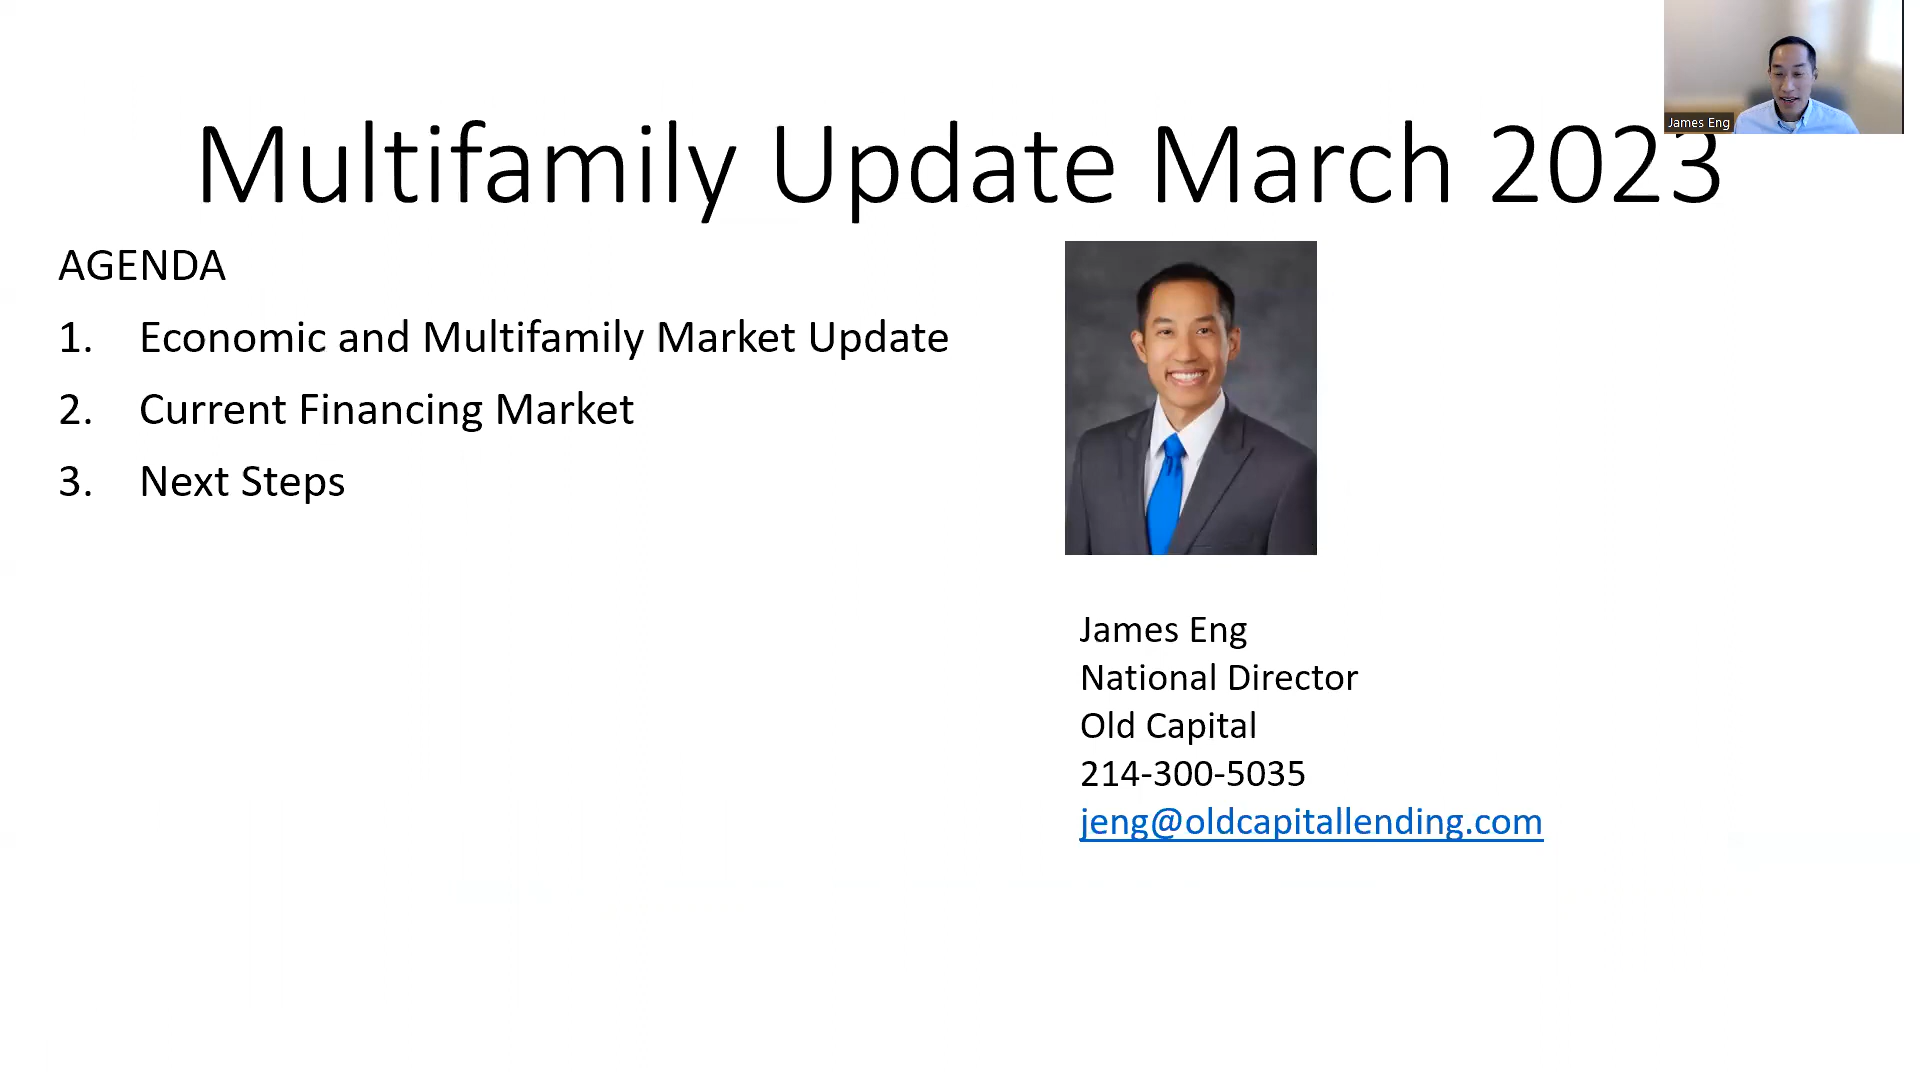 James Eng
Multifamily Update March 2023
AGENDA
1. Economic and Multifamily Market Update
2. Current Financing Market
3. Next Steps
James Eng
National Director
Old Capital
214-300-5035
jeng@oldcapitallending.com